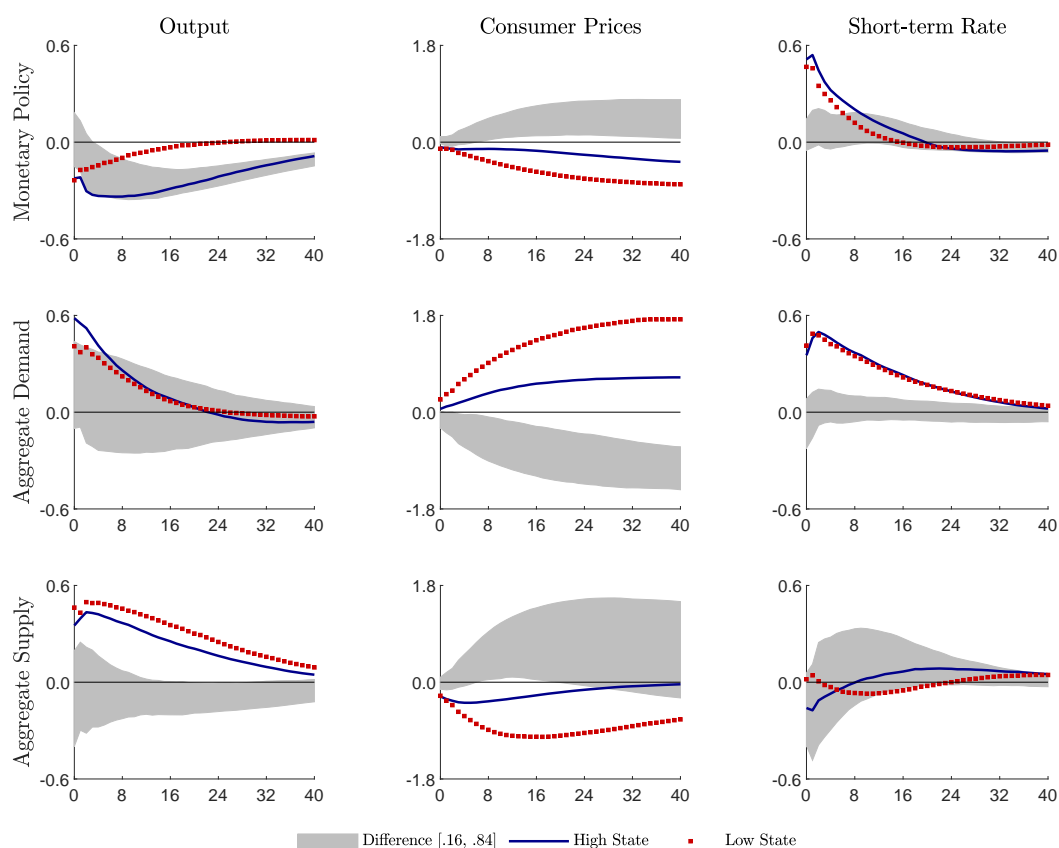 Output
Consumer Prices
Short-term Rate
Monetary Policy
0.6
0.0
-0.6
0 8 16 24 32 40
1.8
0.0
-1.8
0 8 16 24 32 40
0.6
0.0
-0.6
0 8 16 24 32 40
Aggregate Demand
0.6
0.0
-0.6
0 8 16 24 32 40
1.8
0.0
-1.8
0 8 16 24 32 40
0.6
0.0
-0.6
0 8 16 24 32 40
Aggregate Supply
0.6
0.0
-0.6
0 8 16 24 32 40
1.8
0.0
-1.8
0 8 16 24 32 40
0.6
0.0
-0.6
0 8 16 24 32 40
Difference [.16, .84] High State Low State